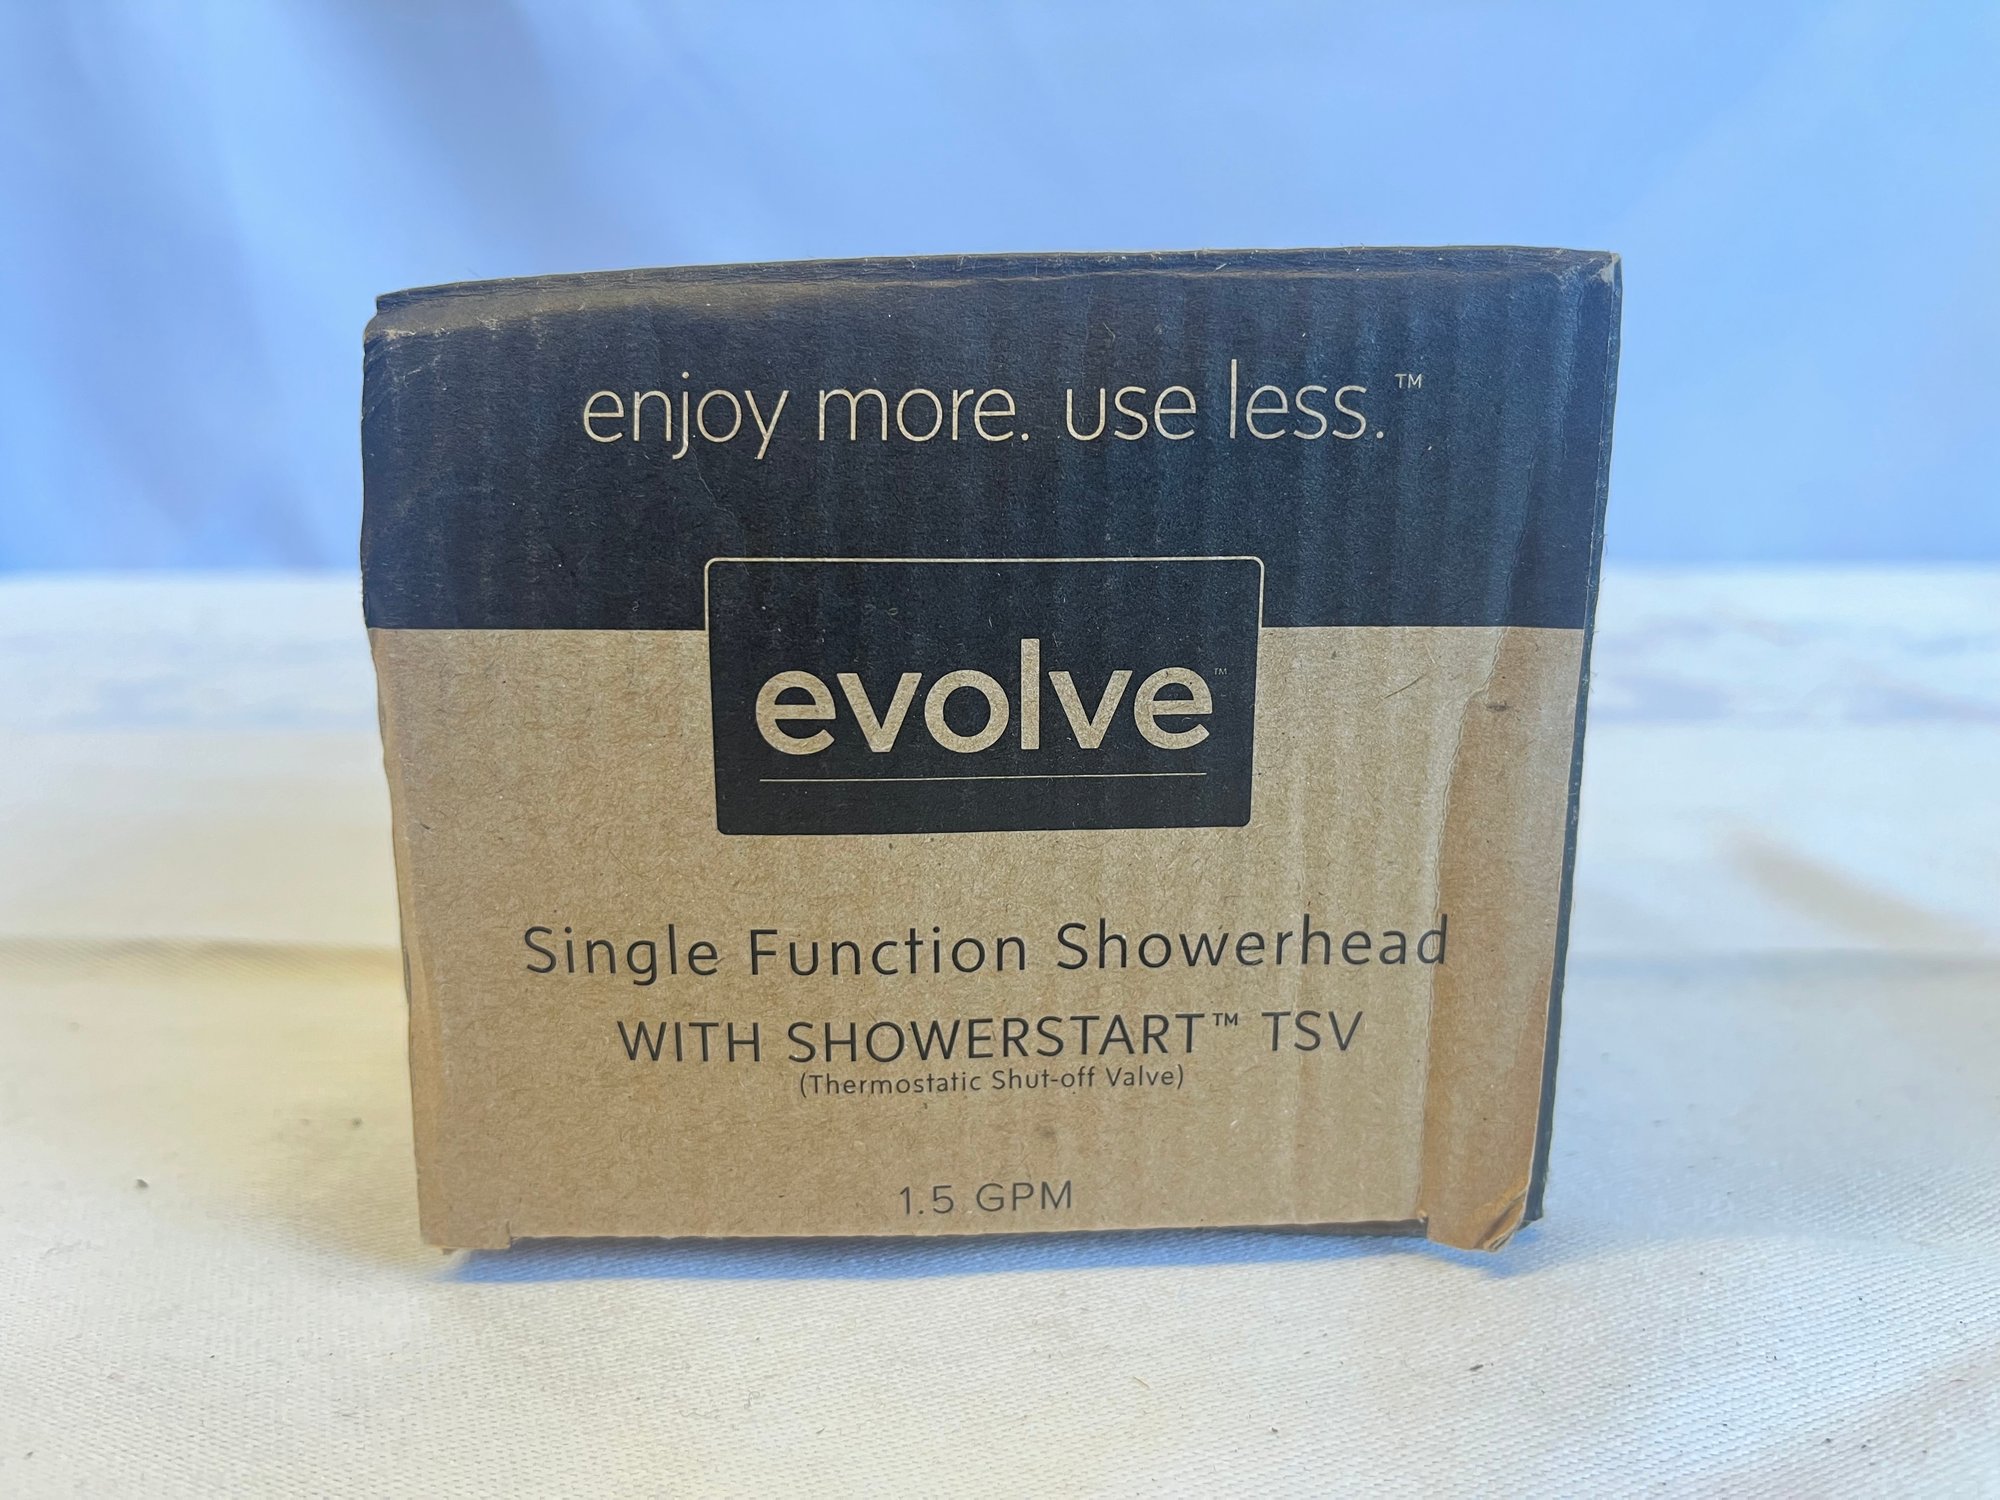 enjoy more. use less.™
evolve™
Single Function Showerhead
WITH SHOWERSTART™ TSV
(Thermostatic Shut-off Valve)
1.5 GPM